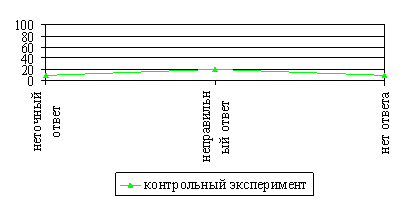 100
80
60
40
20
0
неточный
ответ
неправильн
ый ответ
нет ответа
контрольный эксперимент